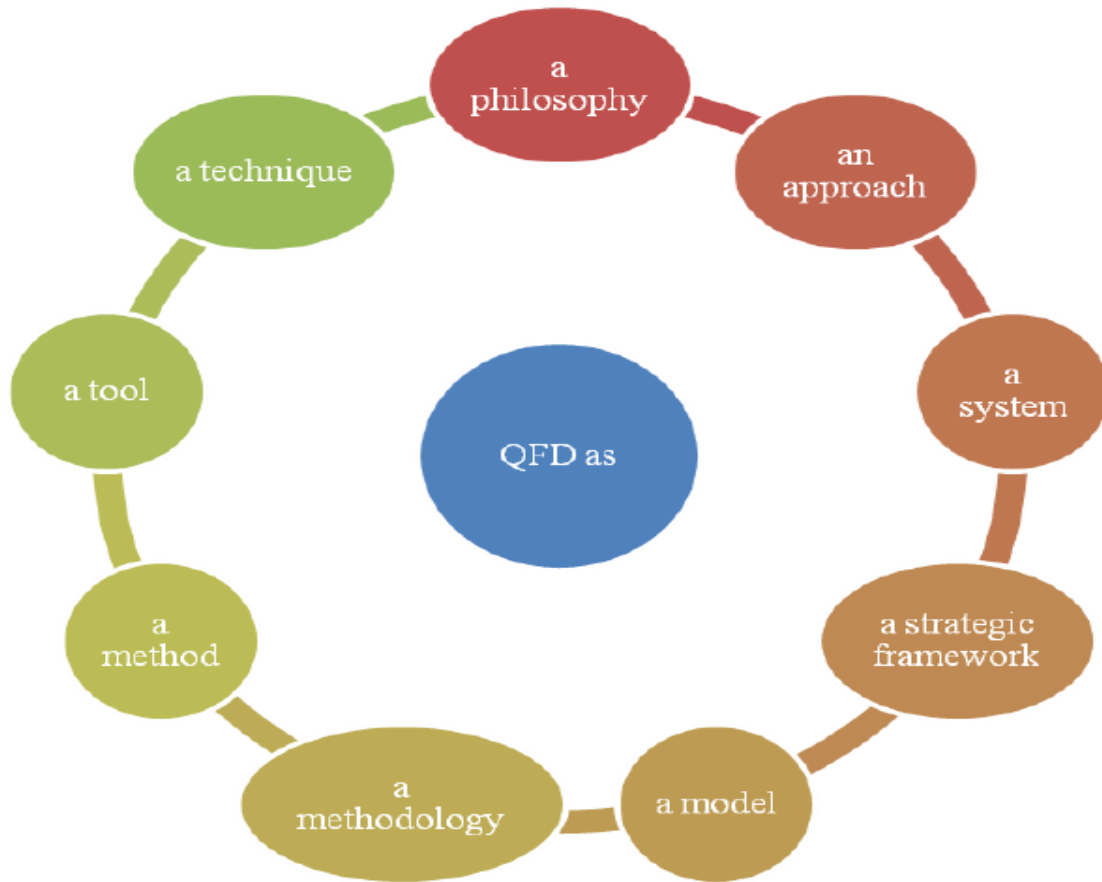 a
philosophy
an
approach
a
system
a strategic
framework
a model
a
methodology
a
method
a tool
a technique
QFD as